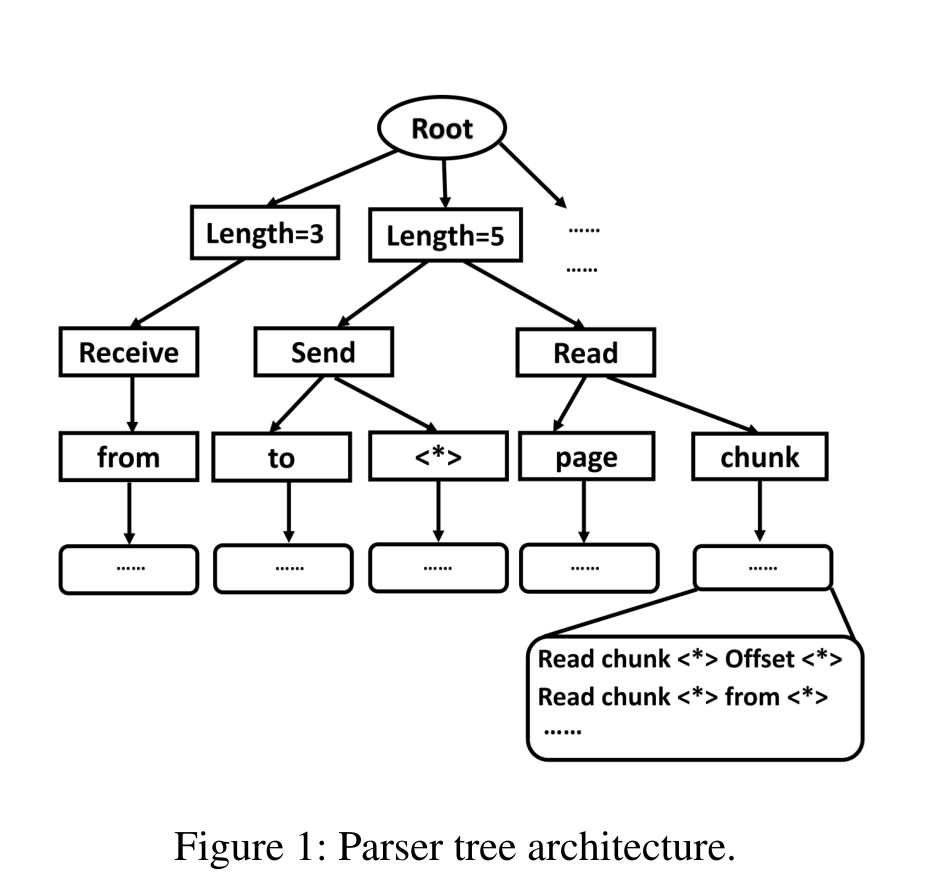 Root
Length=3 Length=5 ......
......
Receive Send Read
from to <*> page chunk
...... ...... ...... ...... ......
Read chunk <*> Offset <*>
Read chunk <*> from <*>
......
Figure 1: Parser tree architecture.